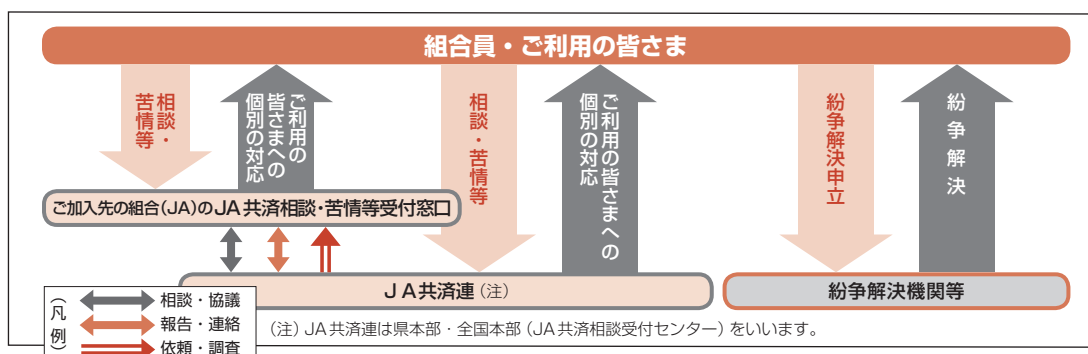 組合員・ご利用の皆さま
相談・
苦情等
ご利用の
皆さまへの
個別の対応
相談・苦情等
ご利用の皆さまへの
個別の対応
紛争解決申立
紛争解決
ご加入先の組合(JA)のJA共済相談・苦情等受付窓口
JA共済連(注)
紛争解決機関等
(凡例)
相談・協議
報告・連絡
依頼・調査
(注)JA共済連は県本部・全国本部(JA共済相談受付センター)をいいます。